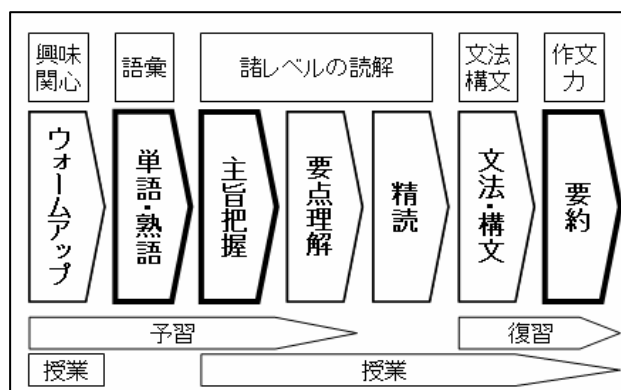 興味
関心
語彙
諸レベルの読解
文法
構文
作文
力
ウォームアップ
単語・熟語
主旨把握
要点理解
精読
文法・構文
要約
予習
復習
授業
授業